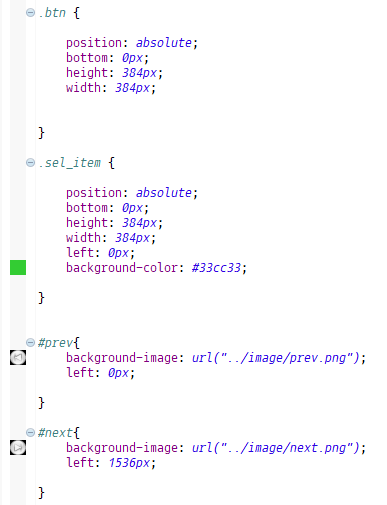 .btn {
position: absolute;
bottom: 0px;
height: 384px;
width: 384px;
}
.sel_item {
position: absolute;
bottom: 0px;
height: 384px;
width: 384px;
left: 0px;
background-color: #33cc33;
}
#prev{
background-image: url("../image/prev.png");
left: 0px;
}
#next{
background-image: url("../image/next.png");
left: 1536px;
}